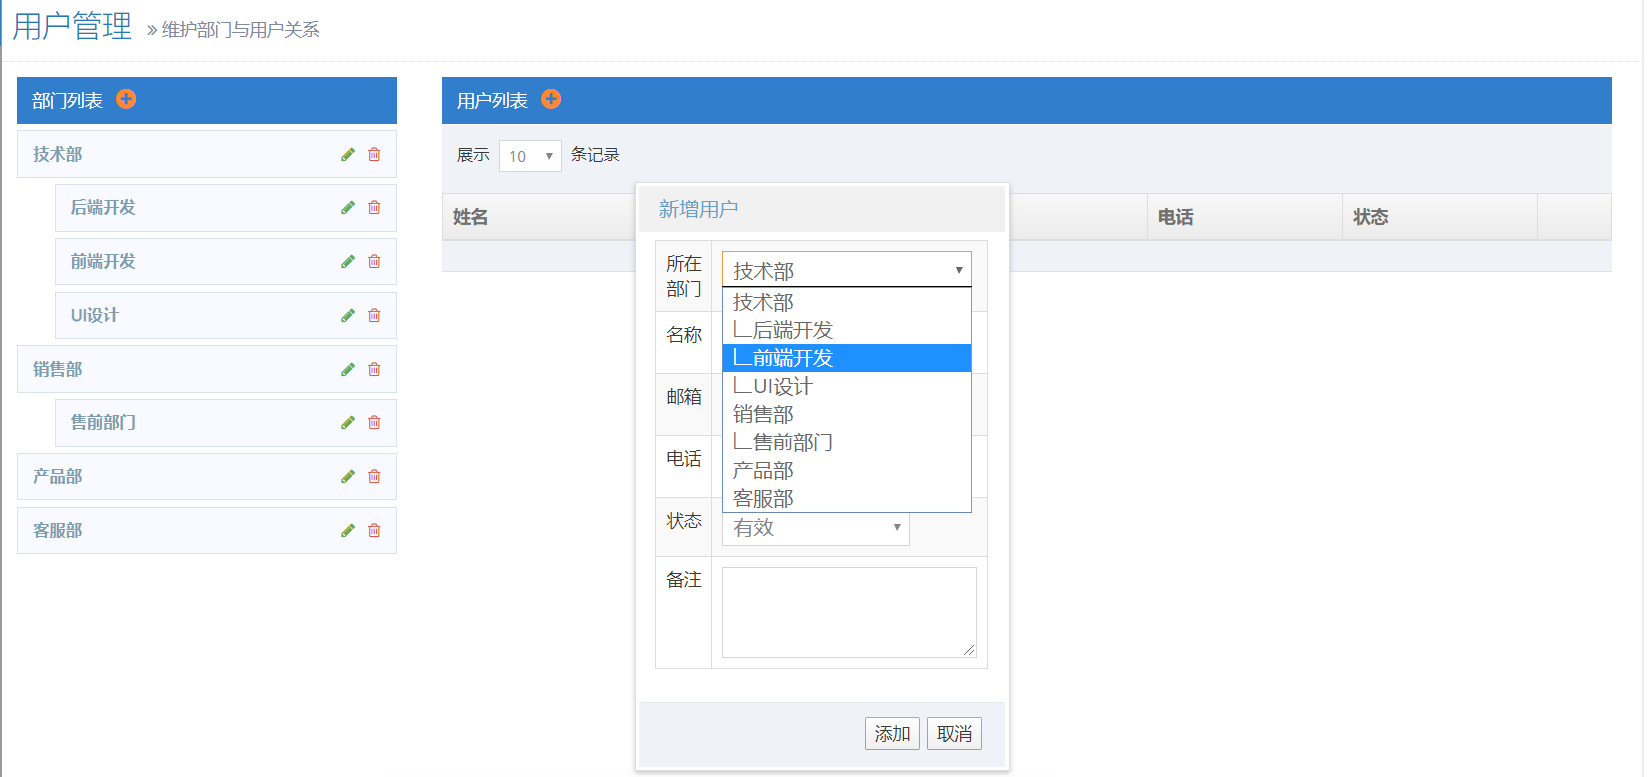 用户管理 » 维护部门与用户关系
部门列表
技术部
后端开发
前端开发
UI设计
销售部
售前部门
产品部
客服部
用户列表
展示 10 条记录
姓名 电话 状态
新增用户
所在部门 技术部
技术部
∟后端开发
∟前端开发
∟UI设计
销售部
∟售前部门
产品部
客服部
名称
邮箱
电话
状态 有效
备注
添加 取消